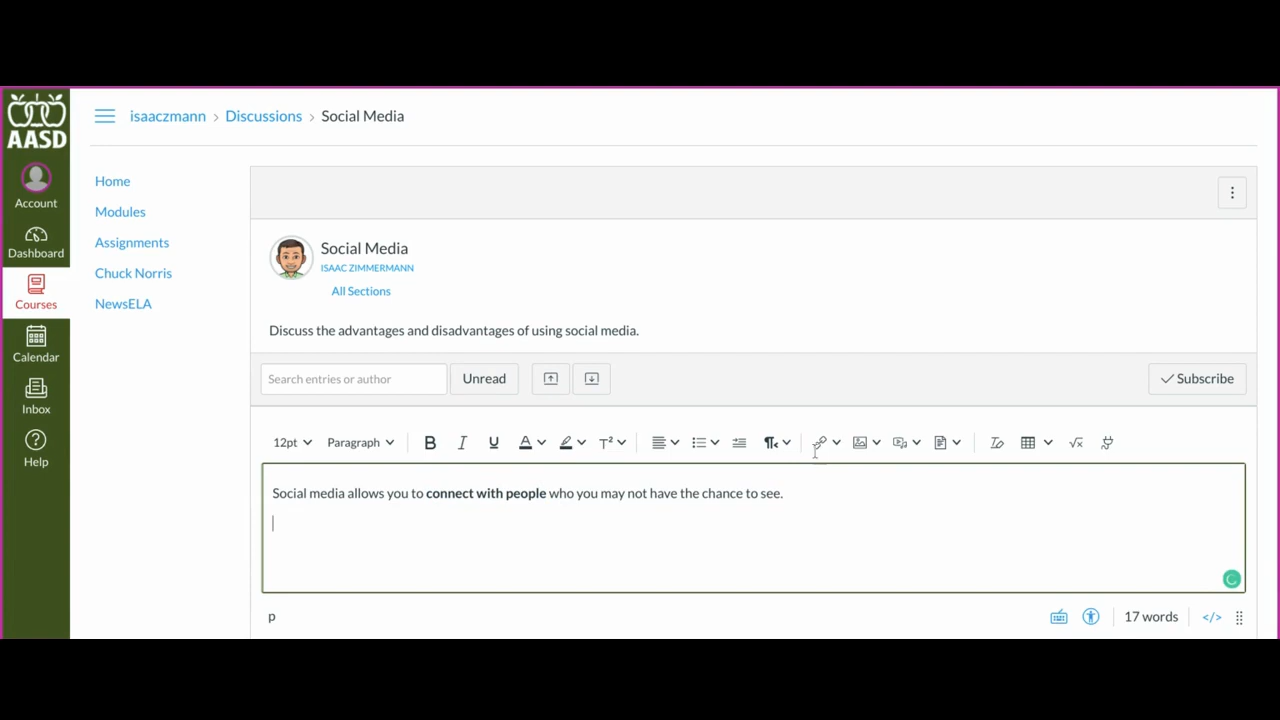 AASD
Account
Dashboard
Courses
Calendar
Inbox
Help
isaaczmann > Discussions > Social Media
Home
Modules
Assignments
Chuck Norris
NewsELA
Social Media
ISAAC ZIMMERMANN
All Sections
Discuss the advantages and disadvantages of using social media.
Search entries or author
Unread
Subscribe
12pt Paragraph B I U A T²
Social media allows you to connect with people who you may not have the chance to see.
p
17 words </>